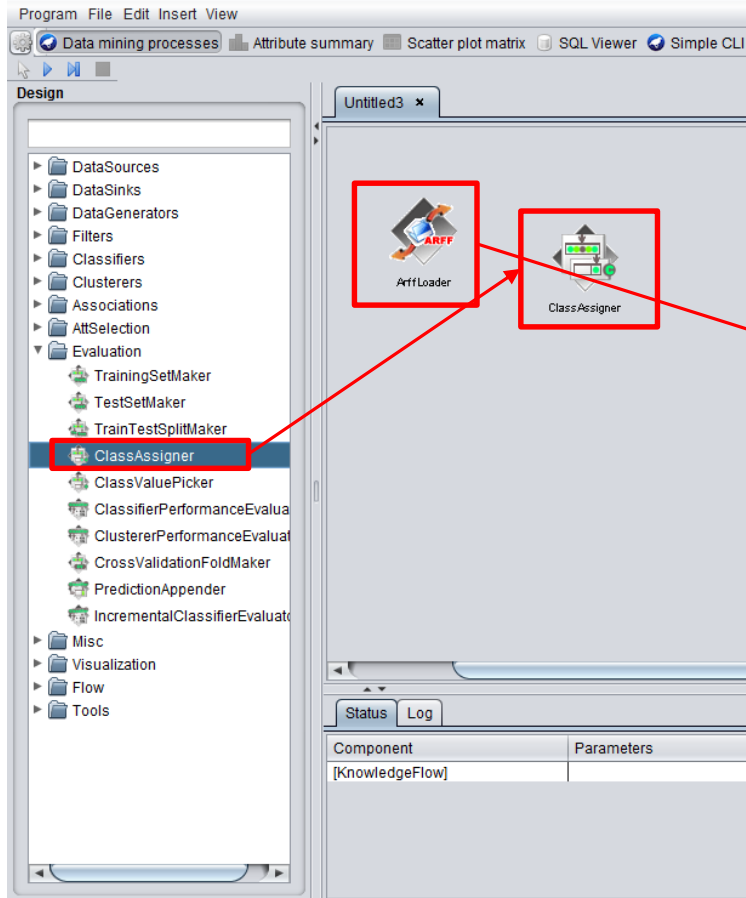 Program File Edit Insert View
Data mining processes Attribute summary Scatter plot matrix SQL Viewer Simple CLI
Design
Untitled3
DataSources
DataSinks
DataGenerators
Filters
Classifiers
Clusterers
Associations
AttSelection
Evaluation
TrainingSetMaker
TestSetMaker
TrainTestSplitMaker
ClassAssigner
ClassValuePicker
ClassifierPerformanceEvalua
ClustererPerformanceEvaluat
CrossValidationFoldMaker
PredictionAppender
IncrementalClassifierEvaluato
Misc
Visualization
Flow
Tools
ARFF
ArffLoader
ClassAssigner
Status Log
Component Parameters
[KnowledgeFlow]